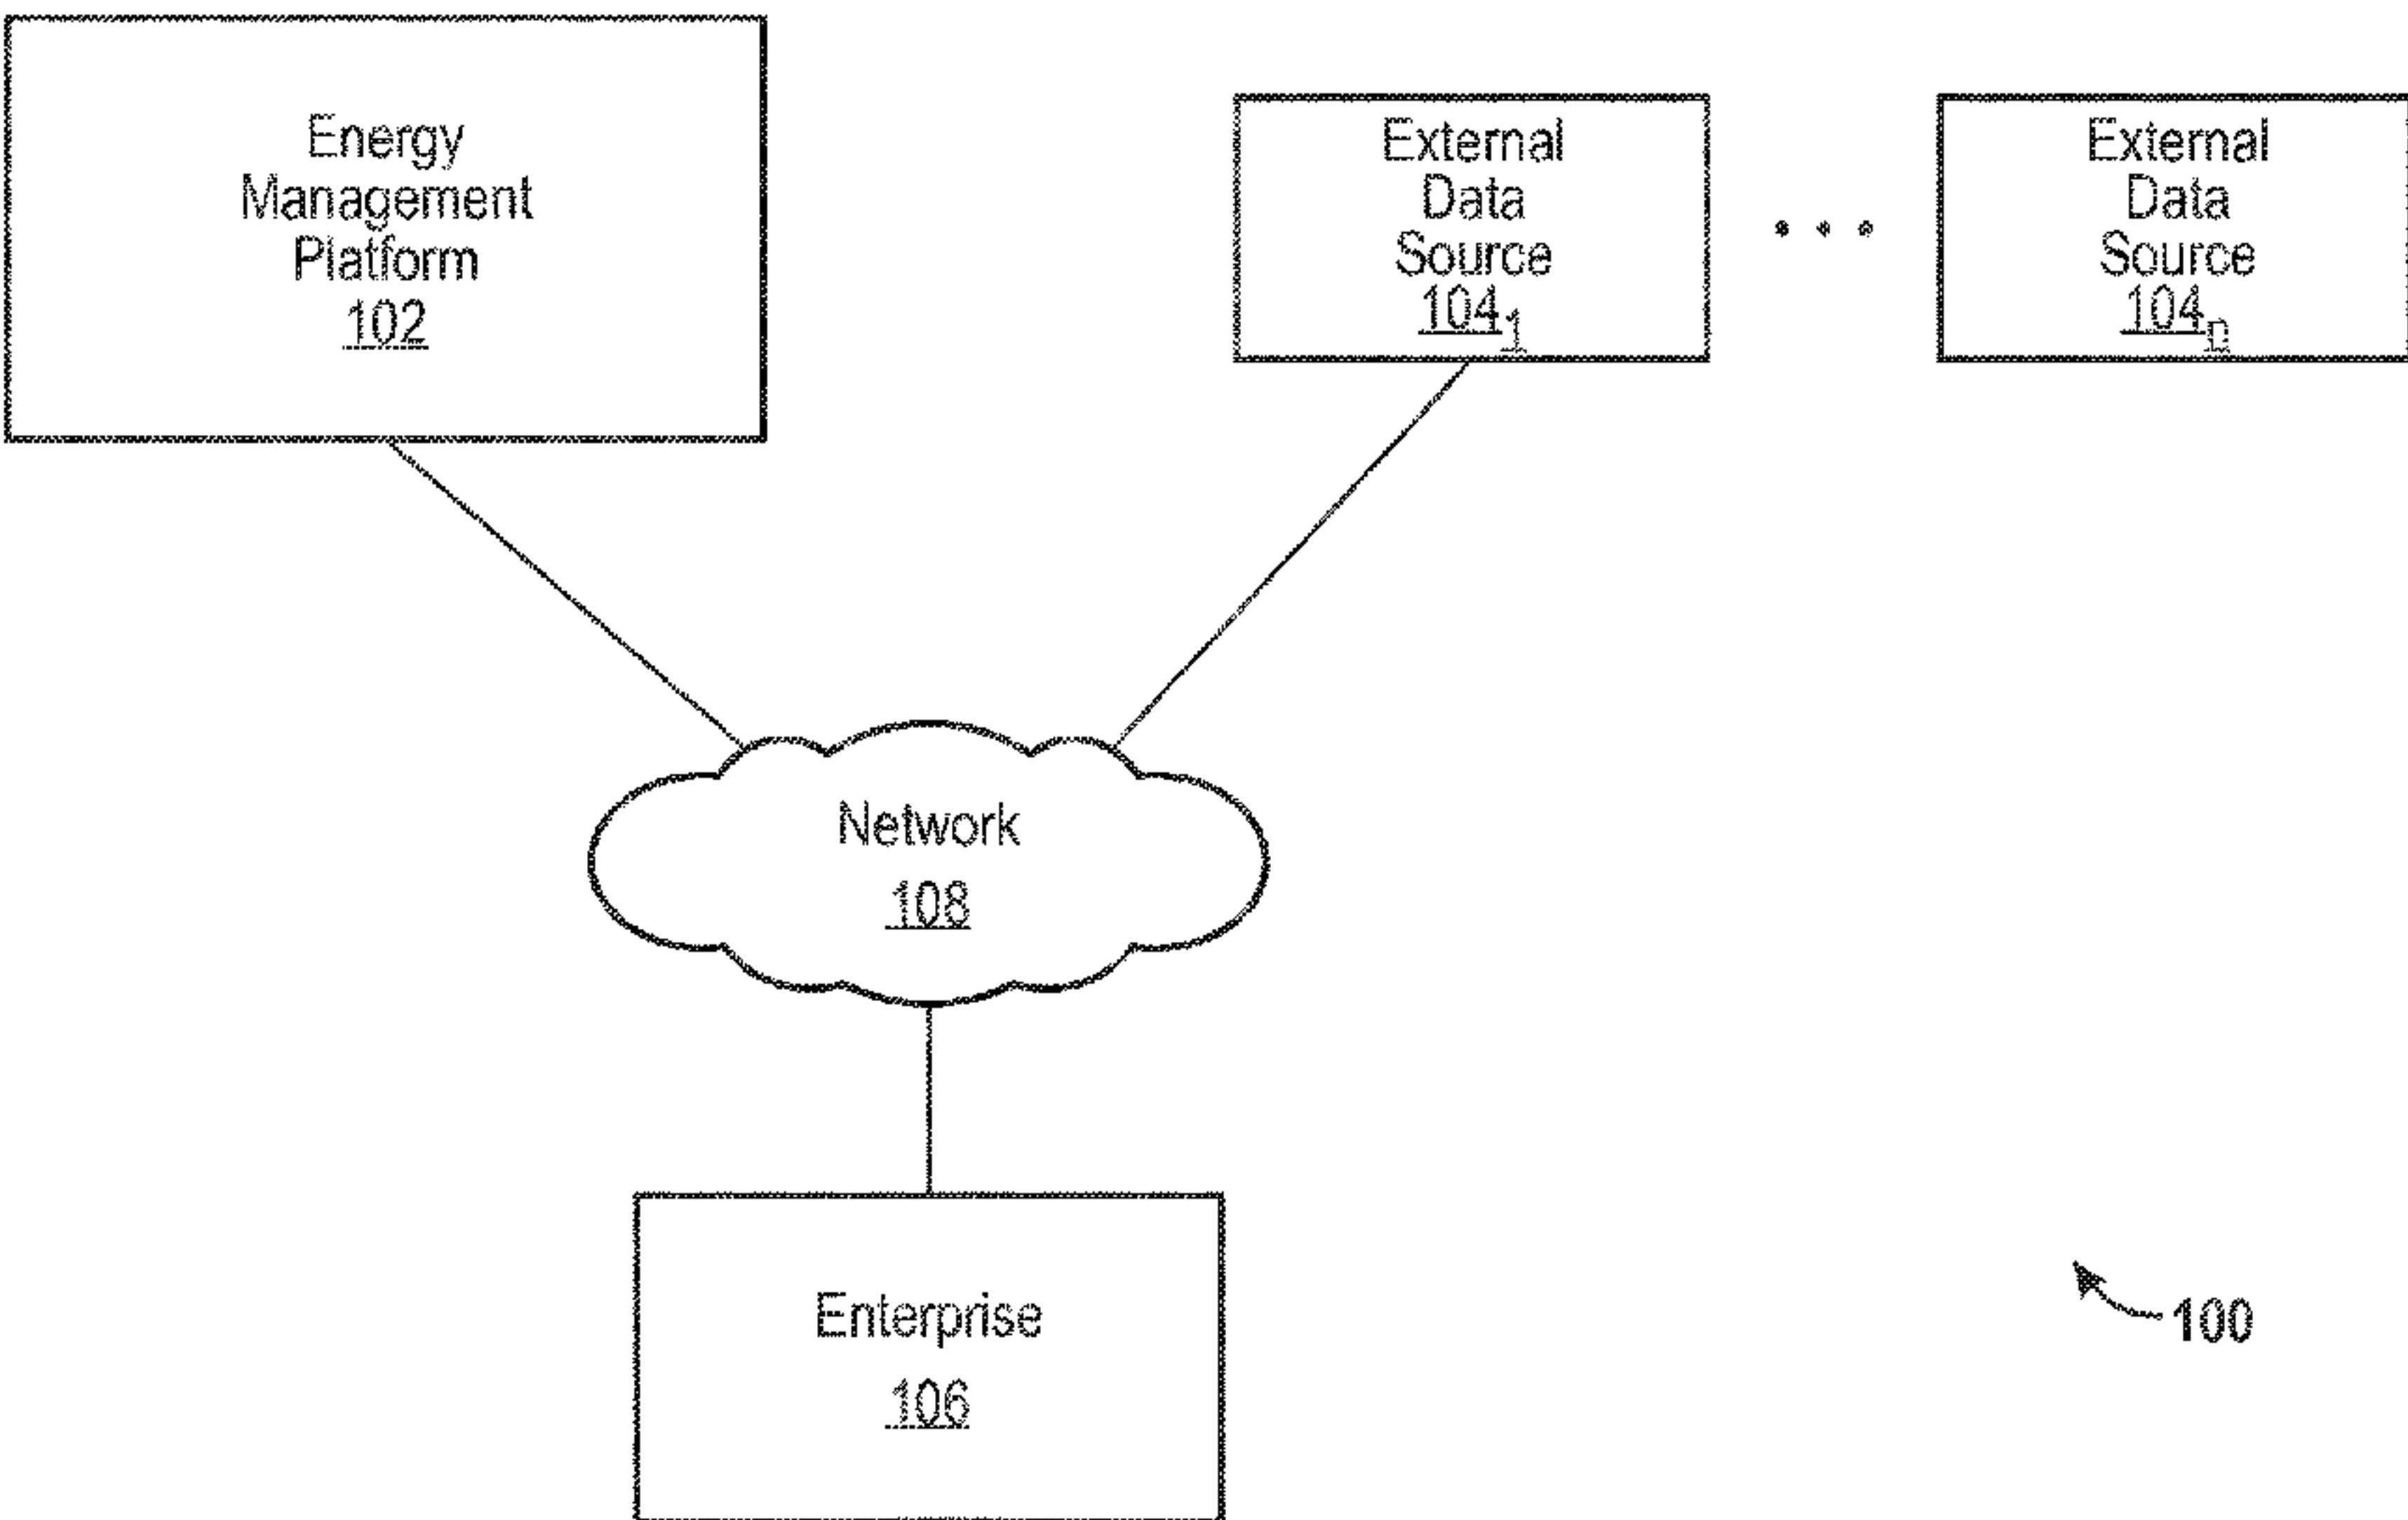 Energy
Management
Platform
102
External
Data
Source
104₁
External
Data
Source
104ₙ
Network
108
Enterprise
106
100